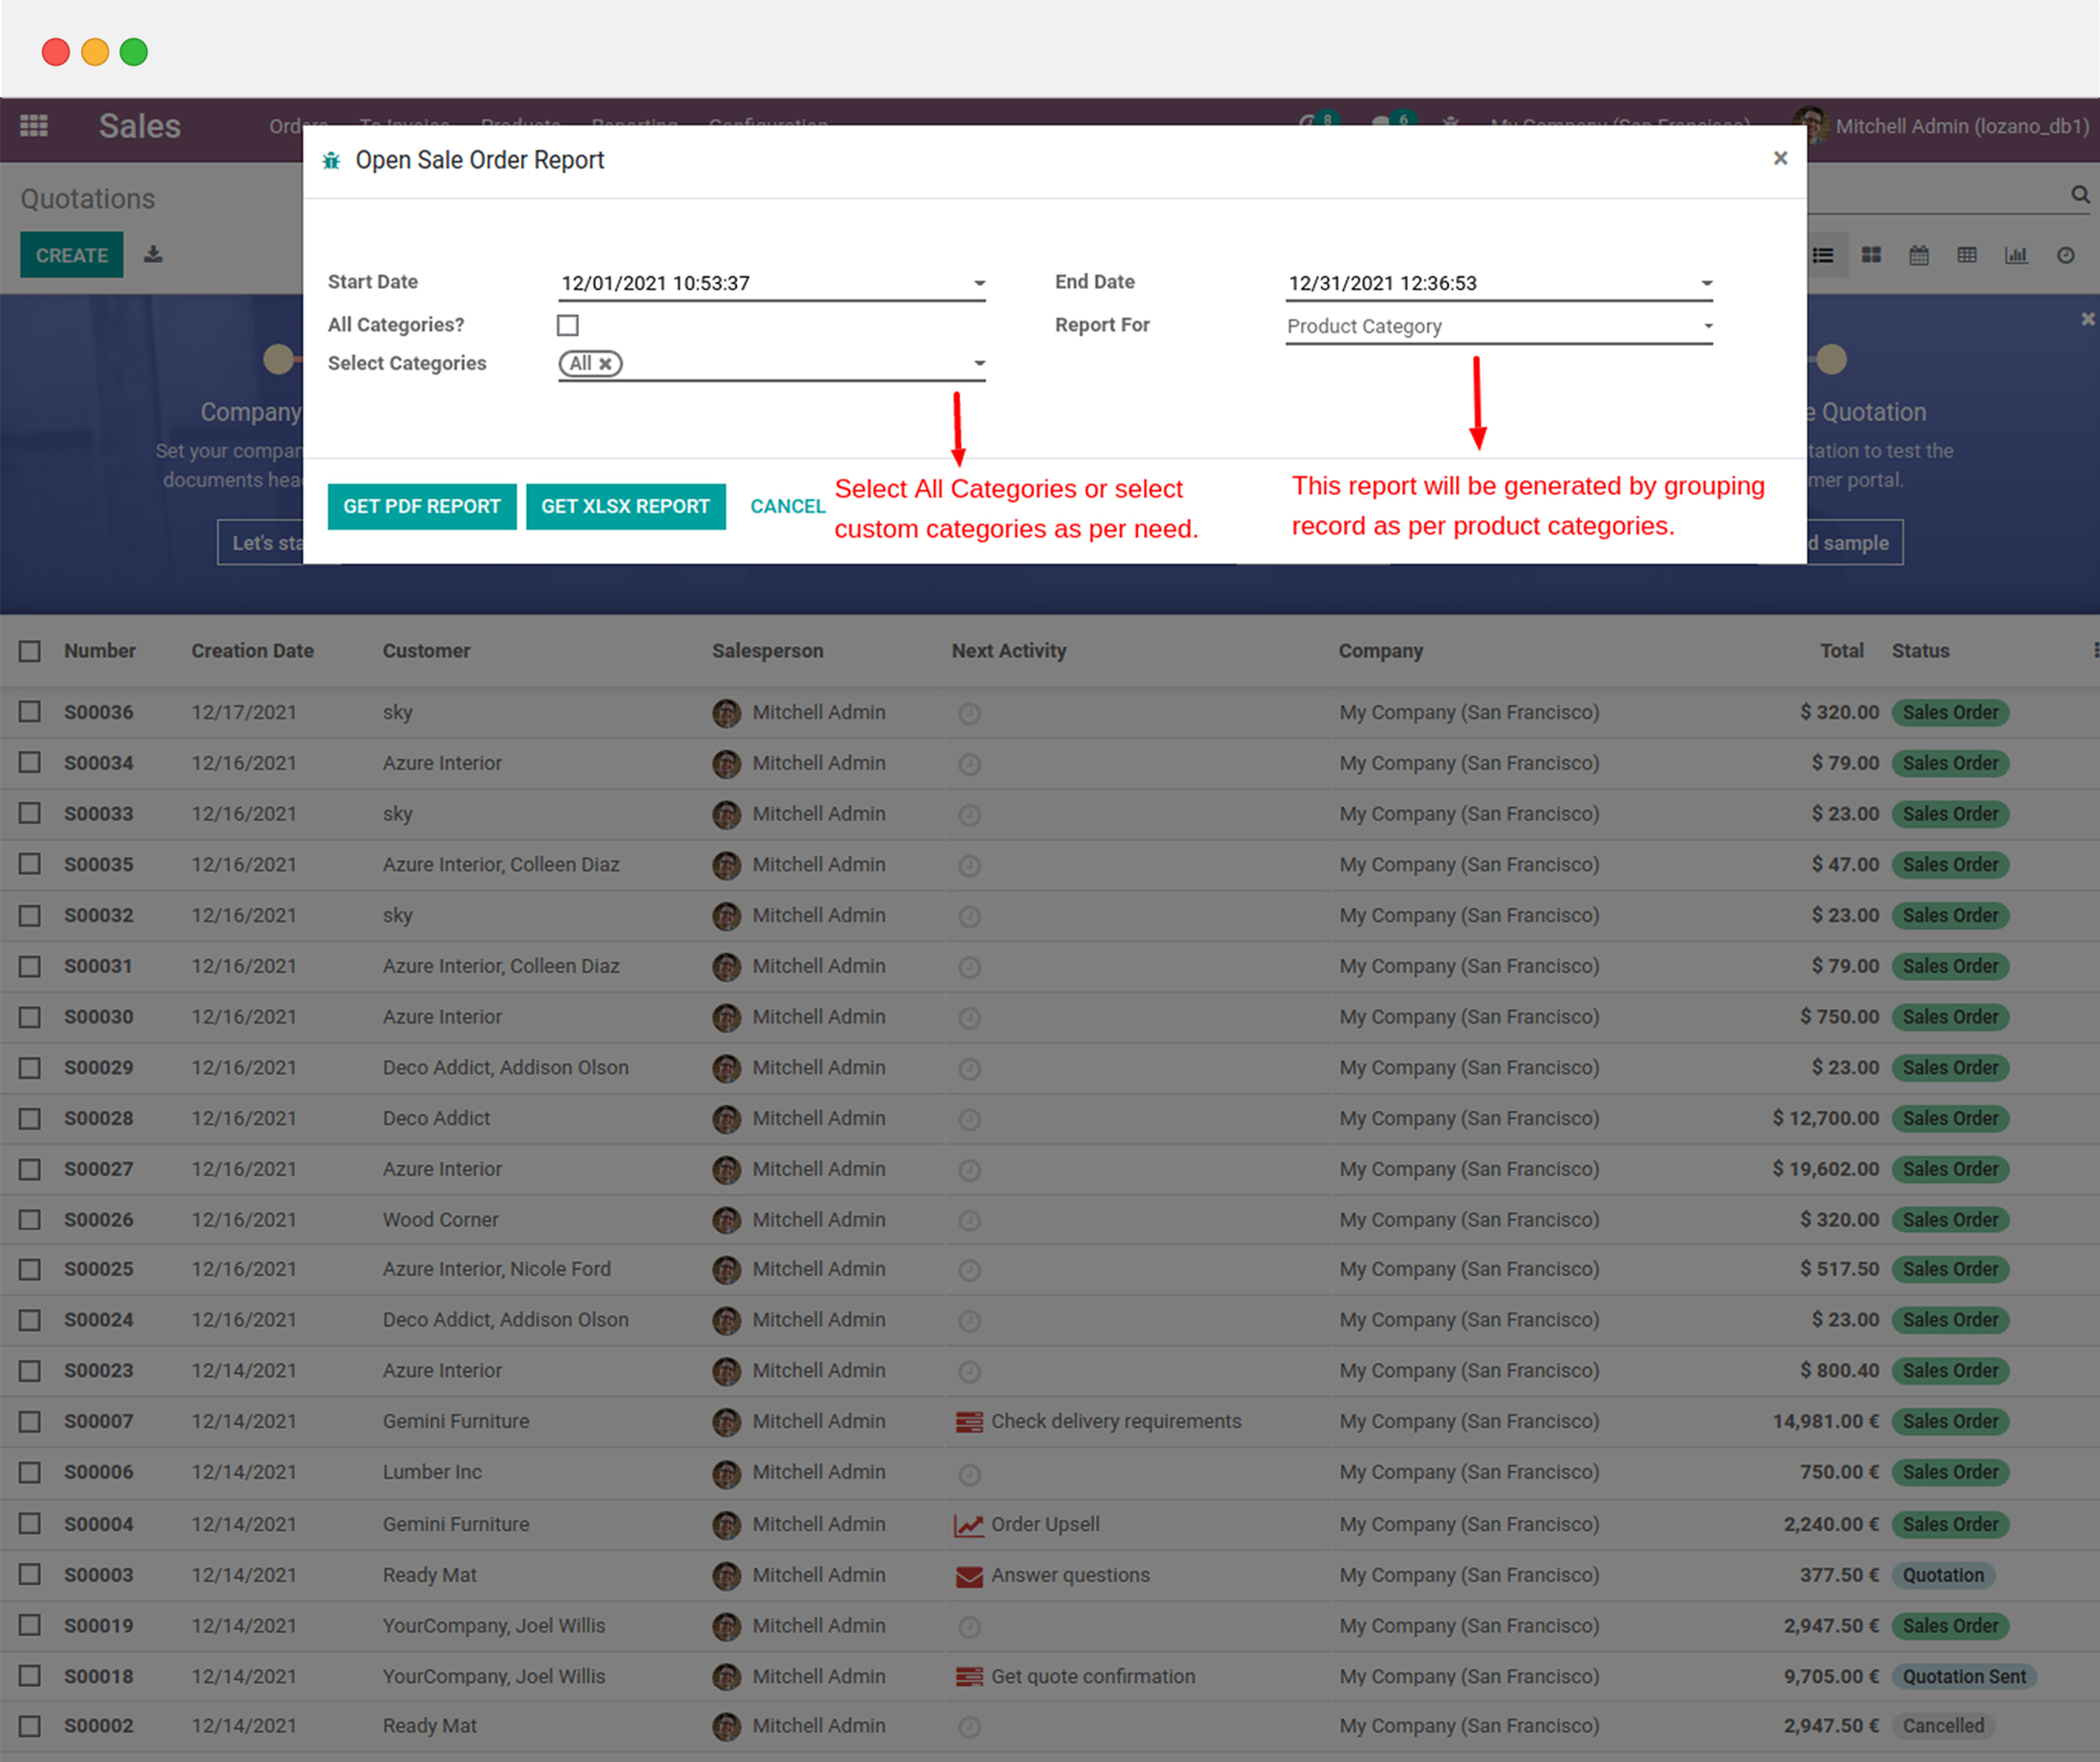 Sales Orders To Invoice Products Reporting Configuration 8 6 My Company (San Francisco) Mitchell Admin (lozano_db1)
Open Sale Order Report ×
Quotations
CREATE
Start Date 12/01/2021 10:53:37 End Date 12/31/2021 12:36:53
All Categories? Report For Product Category
Select Categories All ×
Company e Quotation
Set your compan tation to test the
documents hea mer portal.
GET PDF REPORT GET XLSX REPORT CANCEL
Select All Categories or select
custom categories as per need.
This report will be generated by grouping
record as per product categories.
Let's sta d sample
Number Creation Date Customer Salesperson Next Activity Company Total Status
S00036 12/17/2021 sky Mitchell Admin My Company (San Francisco) $ 320.00 Sales Order
S00034 12/16/2021 Azure Interior Mitchell Admin My Company (San Francisco) $ 79.00 Sales Order
S00033 12/16/2021 sky Mitchell Admin My Company (San Francisco) $ 23.00 Sales Order
S00035 12/16/2021 Azure Interior, Colleen Diaz Mitchell Admin My Company (San Francisco) $ 47.00 Sales Order
S00032 12/16/2021 sky Mitchell Admin My Company (San Francisco) $ 23.00 Sales Order
S00031 12/16/2021 Azure Interior, Colleen Diaz Mitchell Admin My Company (San Francisco) $ 79.00 Sales Order
S00030 12/16/2021 Azure Interior Mitchell Admin My Company (San Francisco) $ 750.00 Sales Order
S00029 12/16/2021 Deco Addict, Addison Olson Mitchell Admin My Company (San Francisco) $ 23.00 Sales Order
S00028 12/16/2021 Deco Addict Mitchell Admin My Company (San Francisco) $ 12,700.00 Sales Order
S00027 12/16/2021 Azure Interior Mitchell Admin My Company (San Francisco) $ 19,602.00 Sales Order
S00026 12/16/2021 Wood Corner Mitchell Admin My Company (San Francisco) $ 320.00 Sales Order
S00025 12/16/2021 Azure Interior, Nicole Ford Mitchell Admin My Company (San Francisco) $ 517.50 Sales Order
S00024 12/16/2021 Deco Addict, Addison Olson Mitchell Admin My Company (San Francisco) $ 23.00 Sales Order
S00023 12/14/2021 Azure Interior Mitchell Admin My Company (San Francisco) $ 800.40 Sales Order
S00007 12/14/2021 Gemini Furniture Mitchell Admin Check delivery requirements My Company (San Francisco) 14,981.00 € Sales Order
S00006 12/14/2021 Lumber Inc Mitchell Admin My Company (San Francisco) 750.00 € Sales Order
S00004 12/14/2021 Gemini Furniture Mitchell Admin Order Upsell My Company (San Francisco) 2,240.00 € Sales Order
S00003 12/14/2021 Ready Mat Mitchell Admin Answer questions My Company (San Francisco) 377.50 € Quotation
S00019 12/14/2021 YourCompany, Joel Willis Mitchell Admin My Company (San Francisco) 2,947.50 € Sales Order
S00018 12/14/2021 YourCompany, Joel Willis Mitchell Admin Get quote confirmation My Company (San Francisco) 9,705.00 € Quotation Sent
S00002 12/14/2021 Ready Mat Mitchell Admin My Company (San Francisco) 2,947.50 € Cancelled